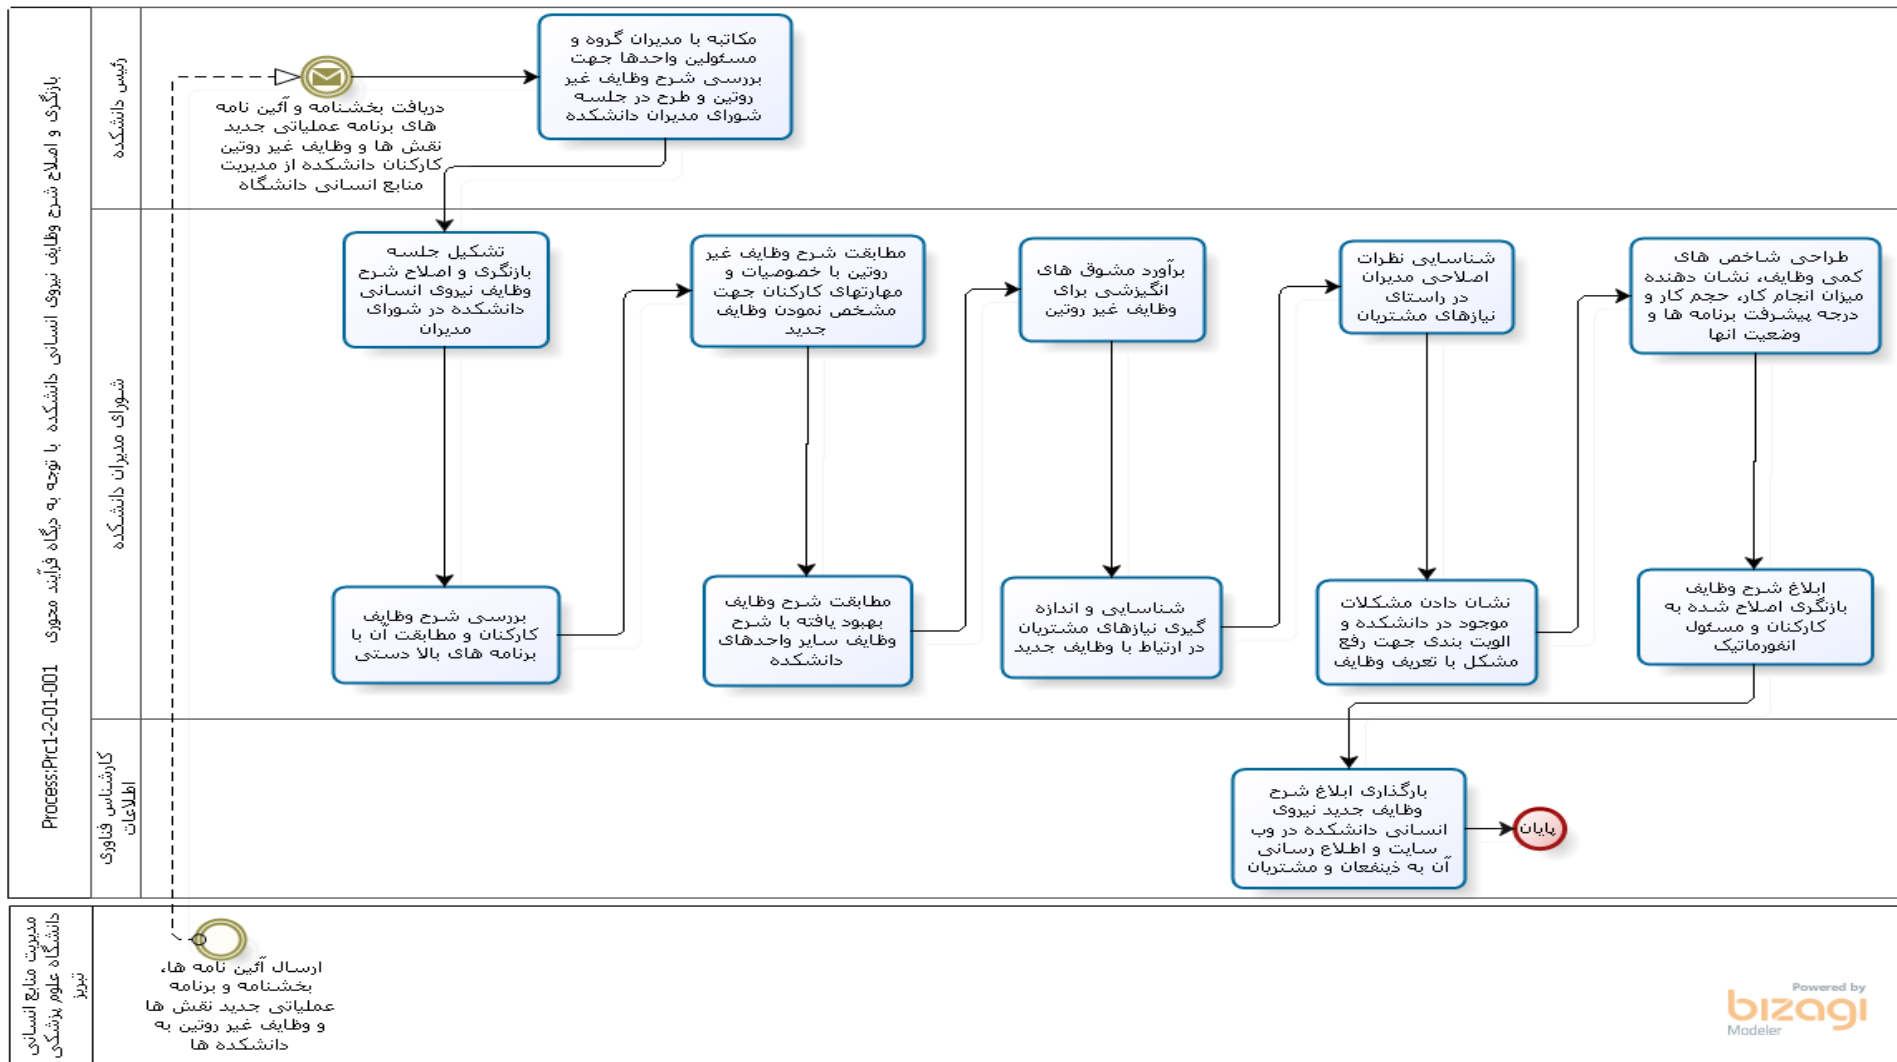 بازنگری و اصلاح شرح وظایف نیروی انسانی دانشکده با توجه به دیگاه فرآیند محوری
Process:Prc1-2-01-001
رئیس دانشکده
دریافت بخشنامه و آئین نامه
های برنامه عملیاتی جدید
نقش ها و وظایف غیر روتین
کارکنان دانشکده از مدیریت
منابع انسانی دانشگاه
مکاتبه با مدیران گروه و
مسئولین واحدها جهت
بررسی شرح وظایف غیر
روتین و طرح در جلسه
شورای مدیران دانشکده
شورای مدیران دانشکده
تشکیل جلسه
بازنگری و اصلاح شرح
وظایف نیروی انسانی
دانشکده در شورای
مدیران
بررسی شرح وظایف
کارکنان و مطابقت آن با
برنامه های بالا دستی
مطابقت شرح وظایف غیر
روتین با خصوصیات و
مهارتهای کارکنان جهت
مشخص نمودن وظایف
جدید
مطابقت شرح وظایف
بهبود یافته با شرح
وظایف سایر واحدهای
دانشکده
برآورد مشوق های
انگیزشی برای
وظایف غیر روتین
شناسایی و اندازه
گیری نیازهای مشتریان
در ارتباط با وظایف جدید
شناسایی نظرات
اصلاحی مدیران
در راستای
نیازهای مشتریان
نشان دادن مشکلات
موجود در دانشکده و
الویت بندی جهت رفع
مشکل با تعریف وظایف
طراحی شاخص های
کمی وظایف، نشان دهنده
میزان انجام کار، حجم کار و
درجه پیشرفت برنامه ها و
وضعیت انها
ابلاغ شرح وظایف
بازنگری اصلاح شده به
کارکنان و مسئول
انفورماتیک
کارشناس فناوری
اطلاعات
بارگذاری ابلاغ شرح
وظایف جدید نیروی
انسانی دانشکده در وب
سایت و اطلاع رسانی
آن به ذینفعان و مشتریان
پایان
مدیریت منابع انسانی
دانشگاه علوم پزشکی
تبریز
ارسال آئین نامه ها،
بخشنامه و برنامه
عملیاتی جدید نقش ها
و وظایف غیر روتین به
دانشکده ها
Powered by
bizagi
Modeler